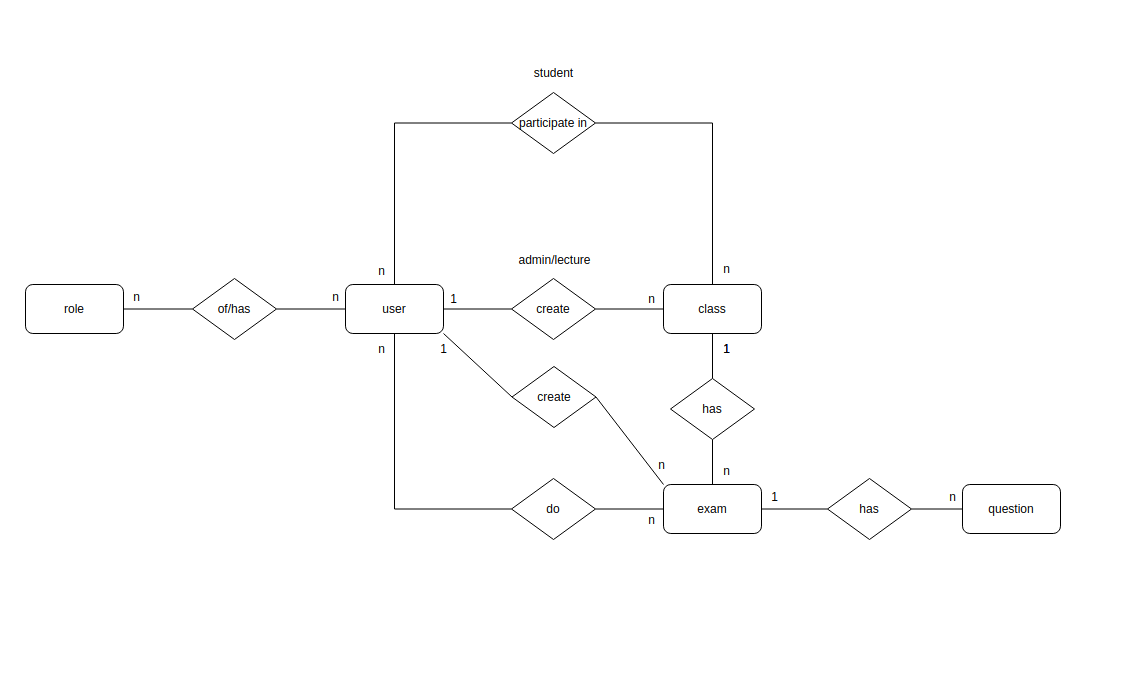 student
participate in
n
n
admin/lecture
role
n
of/has
n
user
1
create
n
class
n
1
1
create
has
n
n
do
n
exam
1
has
n
question